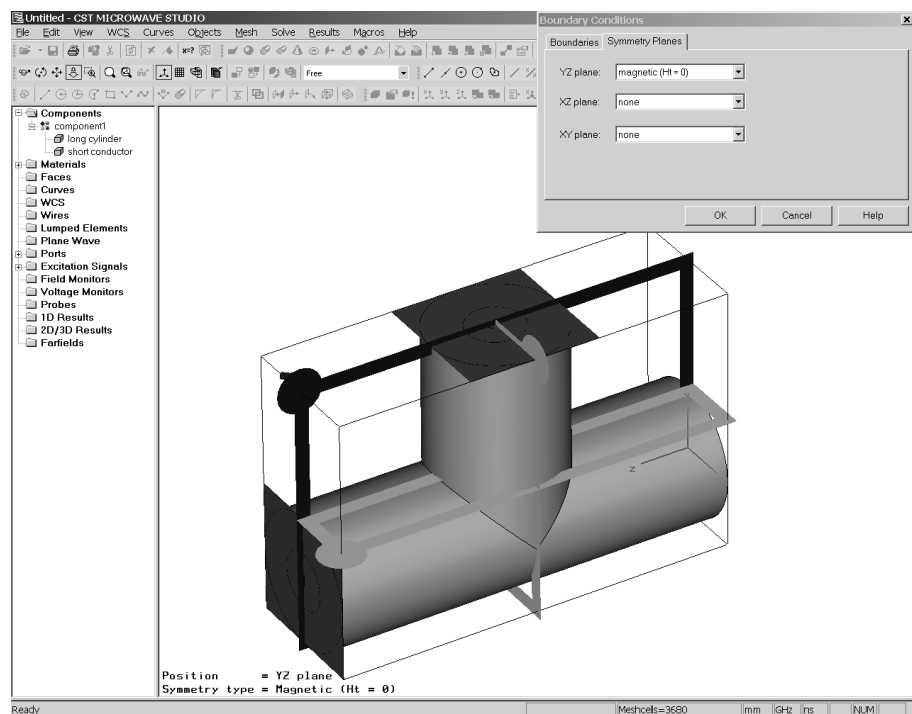 Untitled - CST MICROWAVE STUDIO
File Edit View WCS Curves Objects Mesh Solve Results Macros Help
Free
Components
component1
long cylinder
short conductor
Materials
Faces
Curves
WCS
Wires
Lumped Elements
Plane Wave
Ports
Excitation Signals
Field Monitors
Voltage Monitors
Probes
1D Results
2D/3D Results
Farfields
Boundary Conditions
Boundaries Symmetry Planes
YZ plane: magnetic (Ht = 0)
XZ plane: none
XY plane: none
OK Cancel Help
z
Position = YZ plane
Symmetry type = Magnetic (Ht = 0)
Ready Meshcells=3680 mm GHz ns NUM